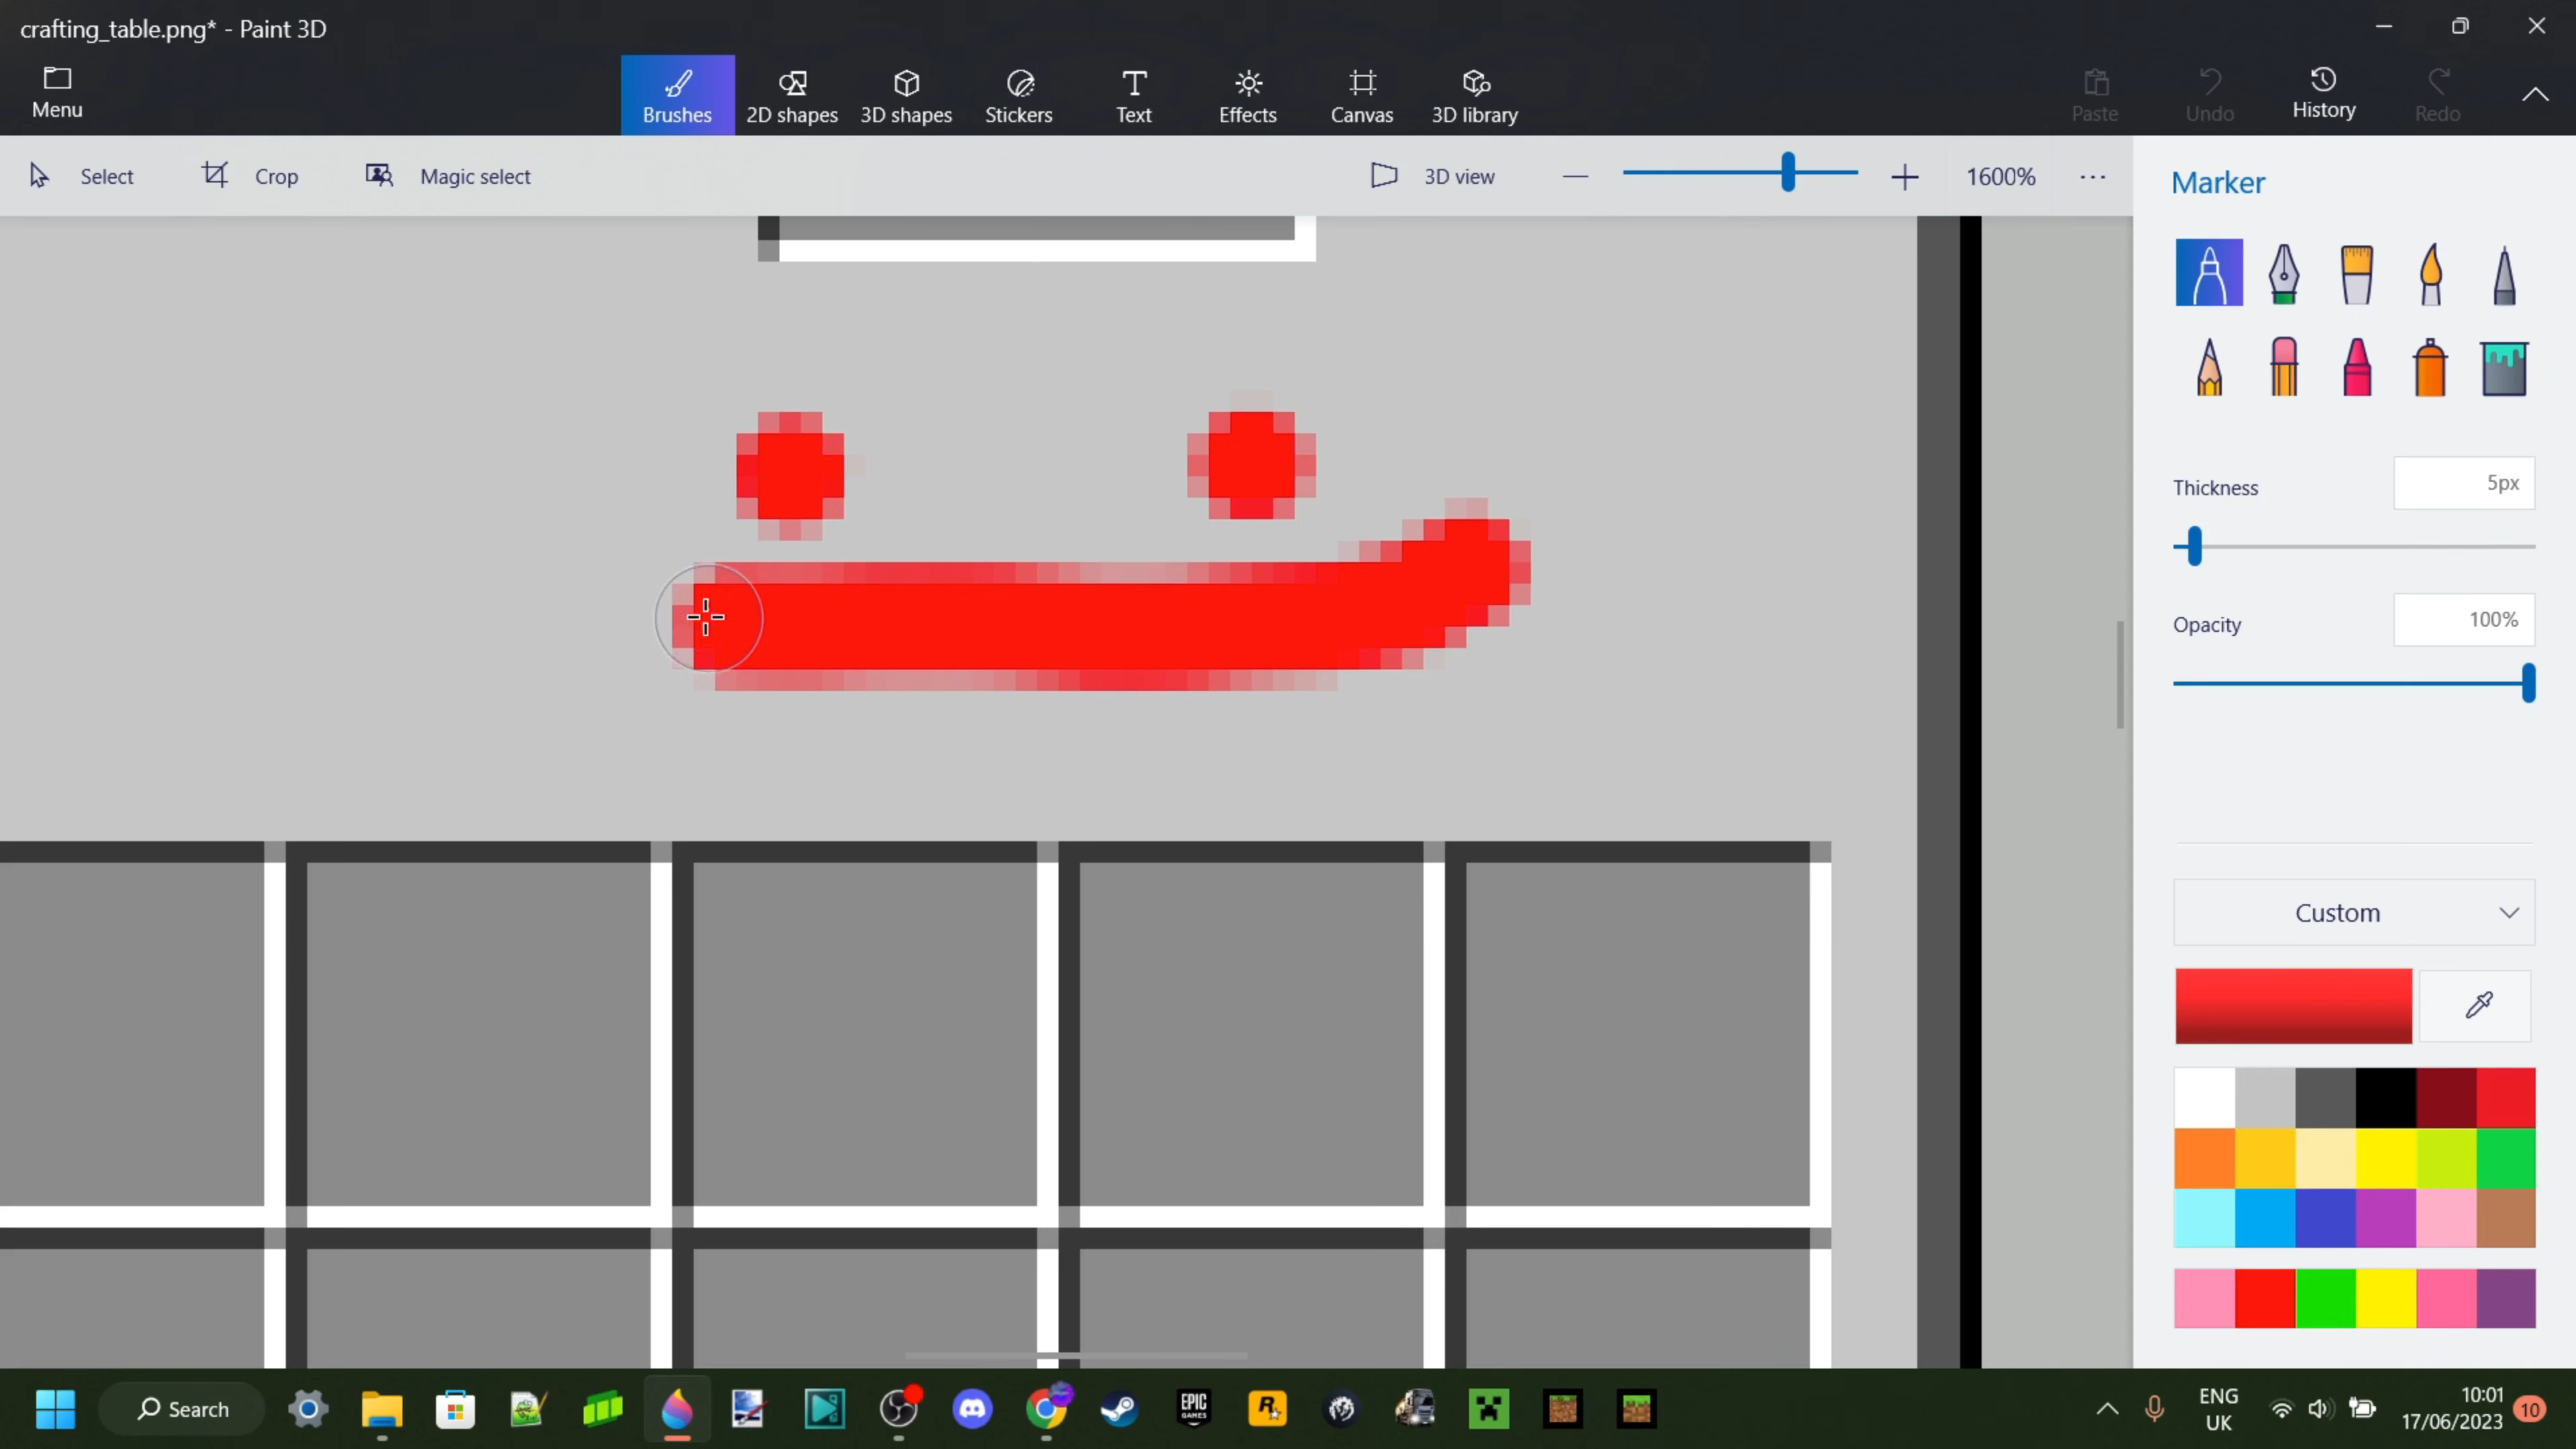 crafting_table.png* - Paint 3D
Menu
Brushes
2D shapes
3D shapes
Stickers
Text
Effects
Canvas
3D library
Paste
Undo
History
Redo
Select
Crop
Magic select
3D view
1600%
Marker
Thickness
5px
Opacity
100%
Custom
Search
EPIC
GAMES
R
ENG
UK
10:01
17/06/2023
10